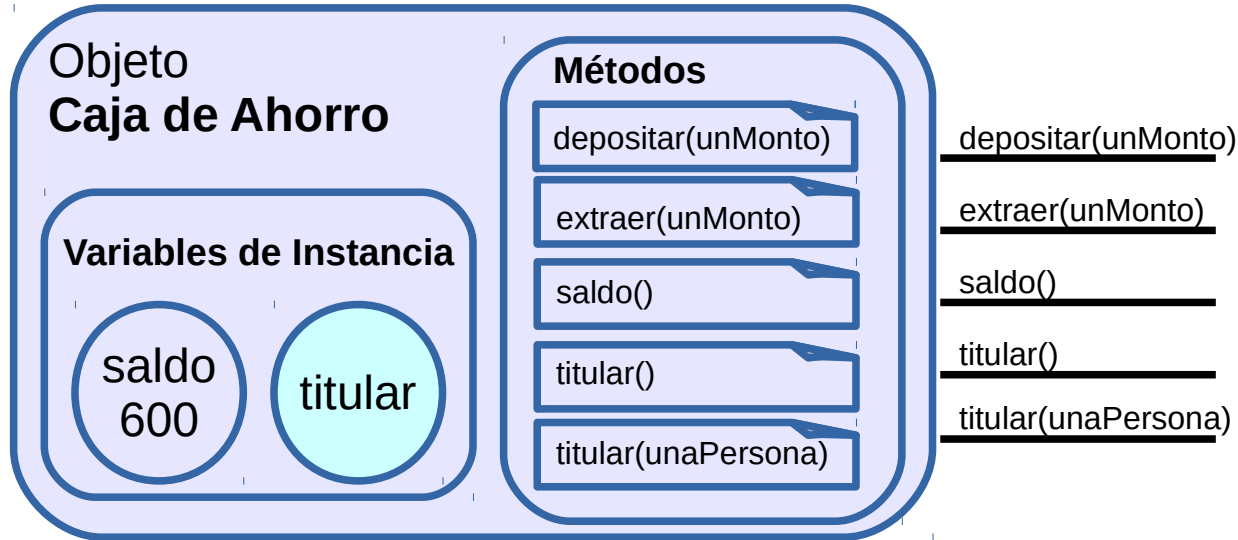 Objeto
Caja de Ahorro
Variables de Instancia
saldo
600
titular
Métodos
depositar(unMonto)
extraer(unMonto)
saldo()
titular()
titular(unaPersona)
depositar(unMonto)
extraer(unMonto)
saldo()
titular()
titular(unaPersona)